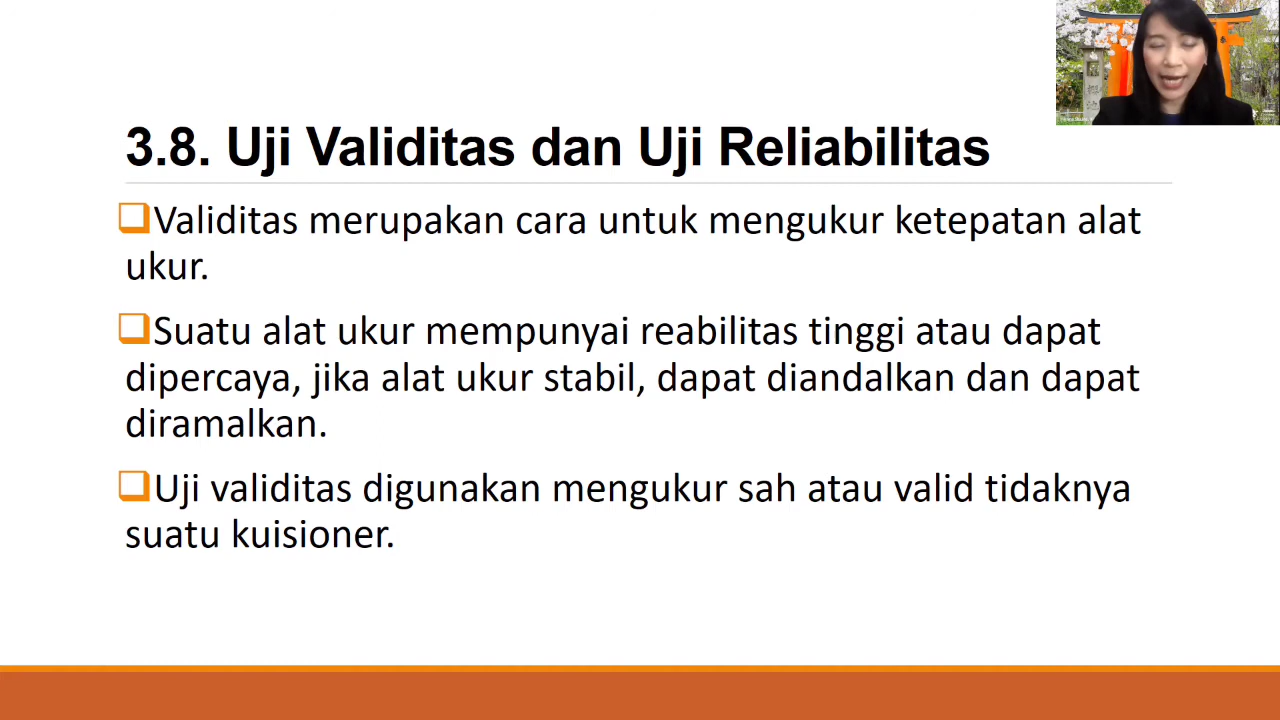 3.8. Uji Validitas dan Uji Reliabilitas
Validitas merupakan cara untuk mengukur ketepatan alat
ukur.
Suatu alat ukur mempunyai reabilitas tinggi atau dapat
dipercaya, jika alat ukur stabil, dapat diandalkan dan dapat
diramalkan.
Uji validitas digunakan mengukur sah atau valid tidaknya
suatu kuisioner.